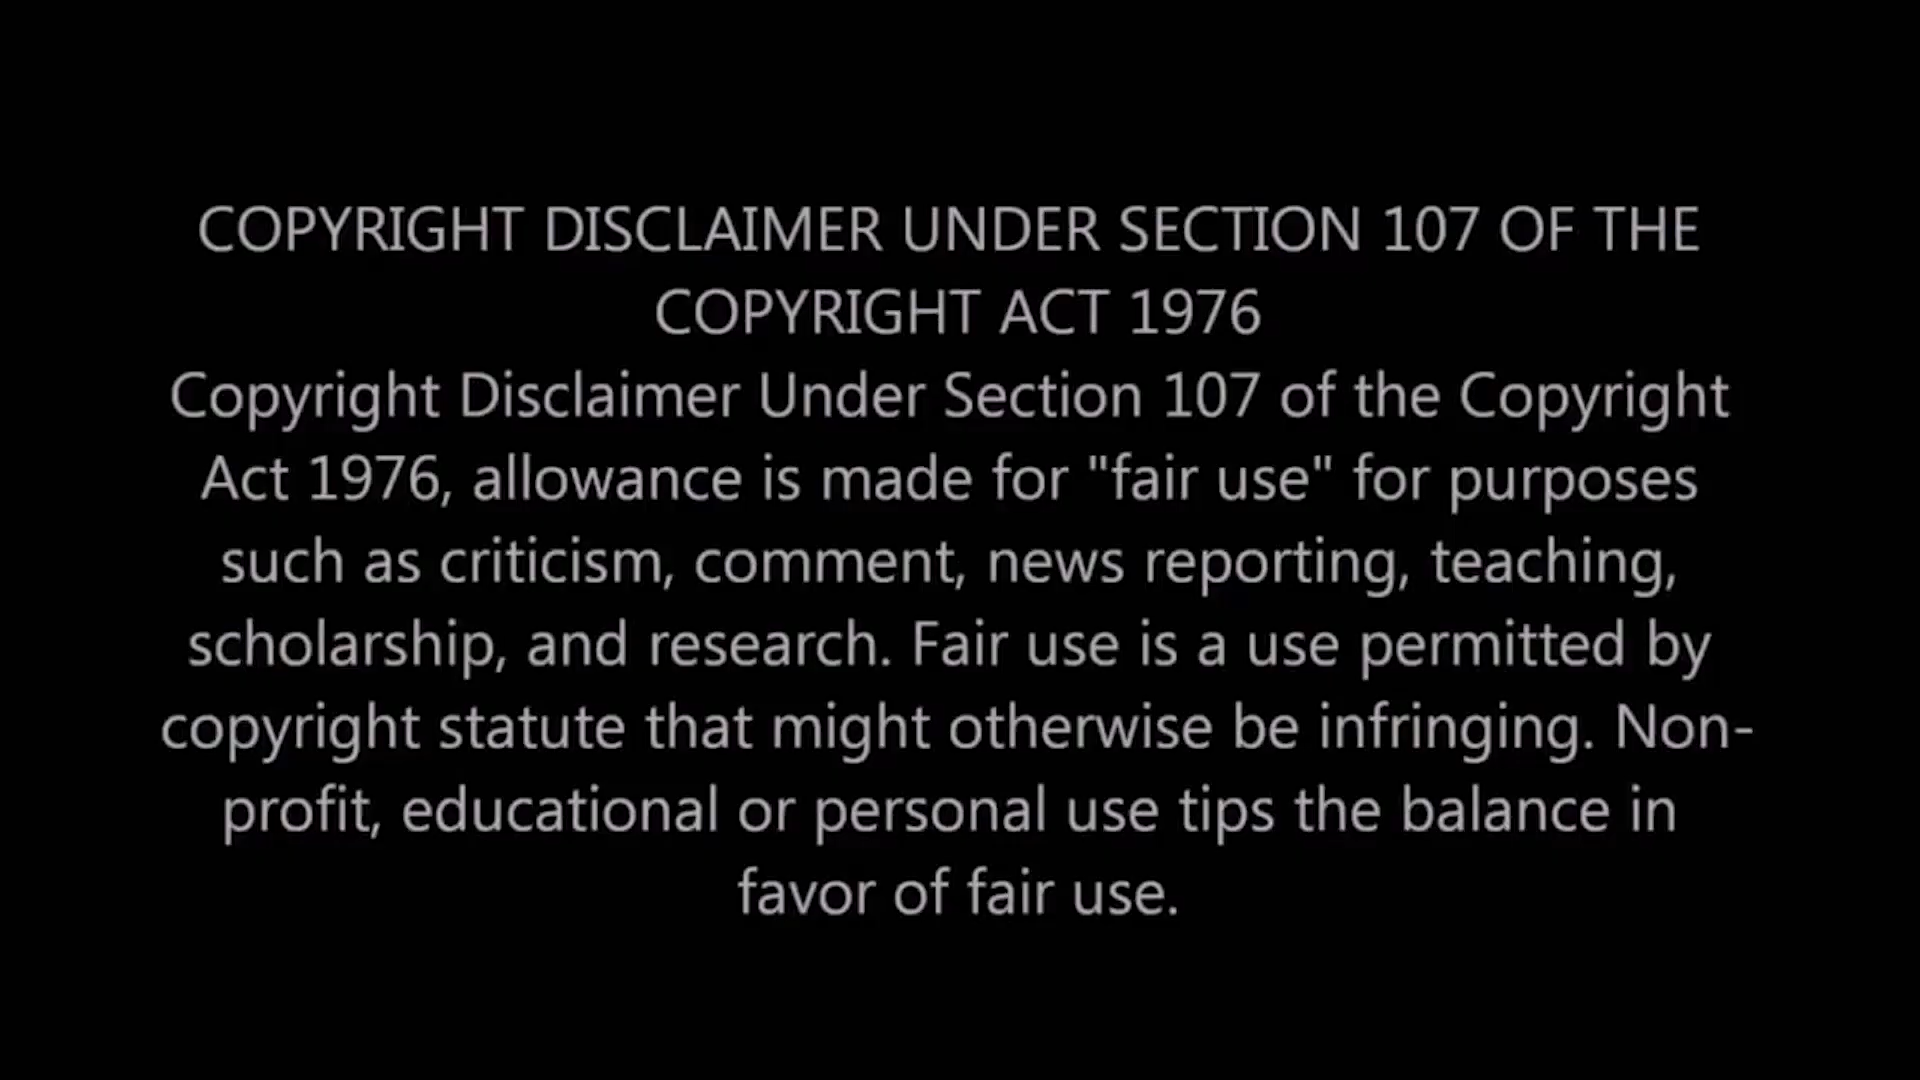 COPYRIGHT DISCLAIMER UNDER SECTION 107 OF THE
COPYRIGHT ACT 1976
Copyright Disclaimer Under Section 107 of the Copyright
Act 1976, allowance is made for "fair use" for purposes
such as criticism, comment, news reporting, teaching,
scholarship, and research. Fair use is a use permitted by
copyright statute that might otherwise be infringing. Non-
profit, educational or personal use tips the balance in
favor of fair use.